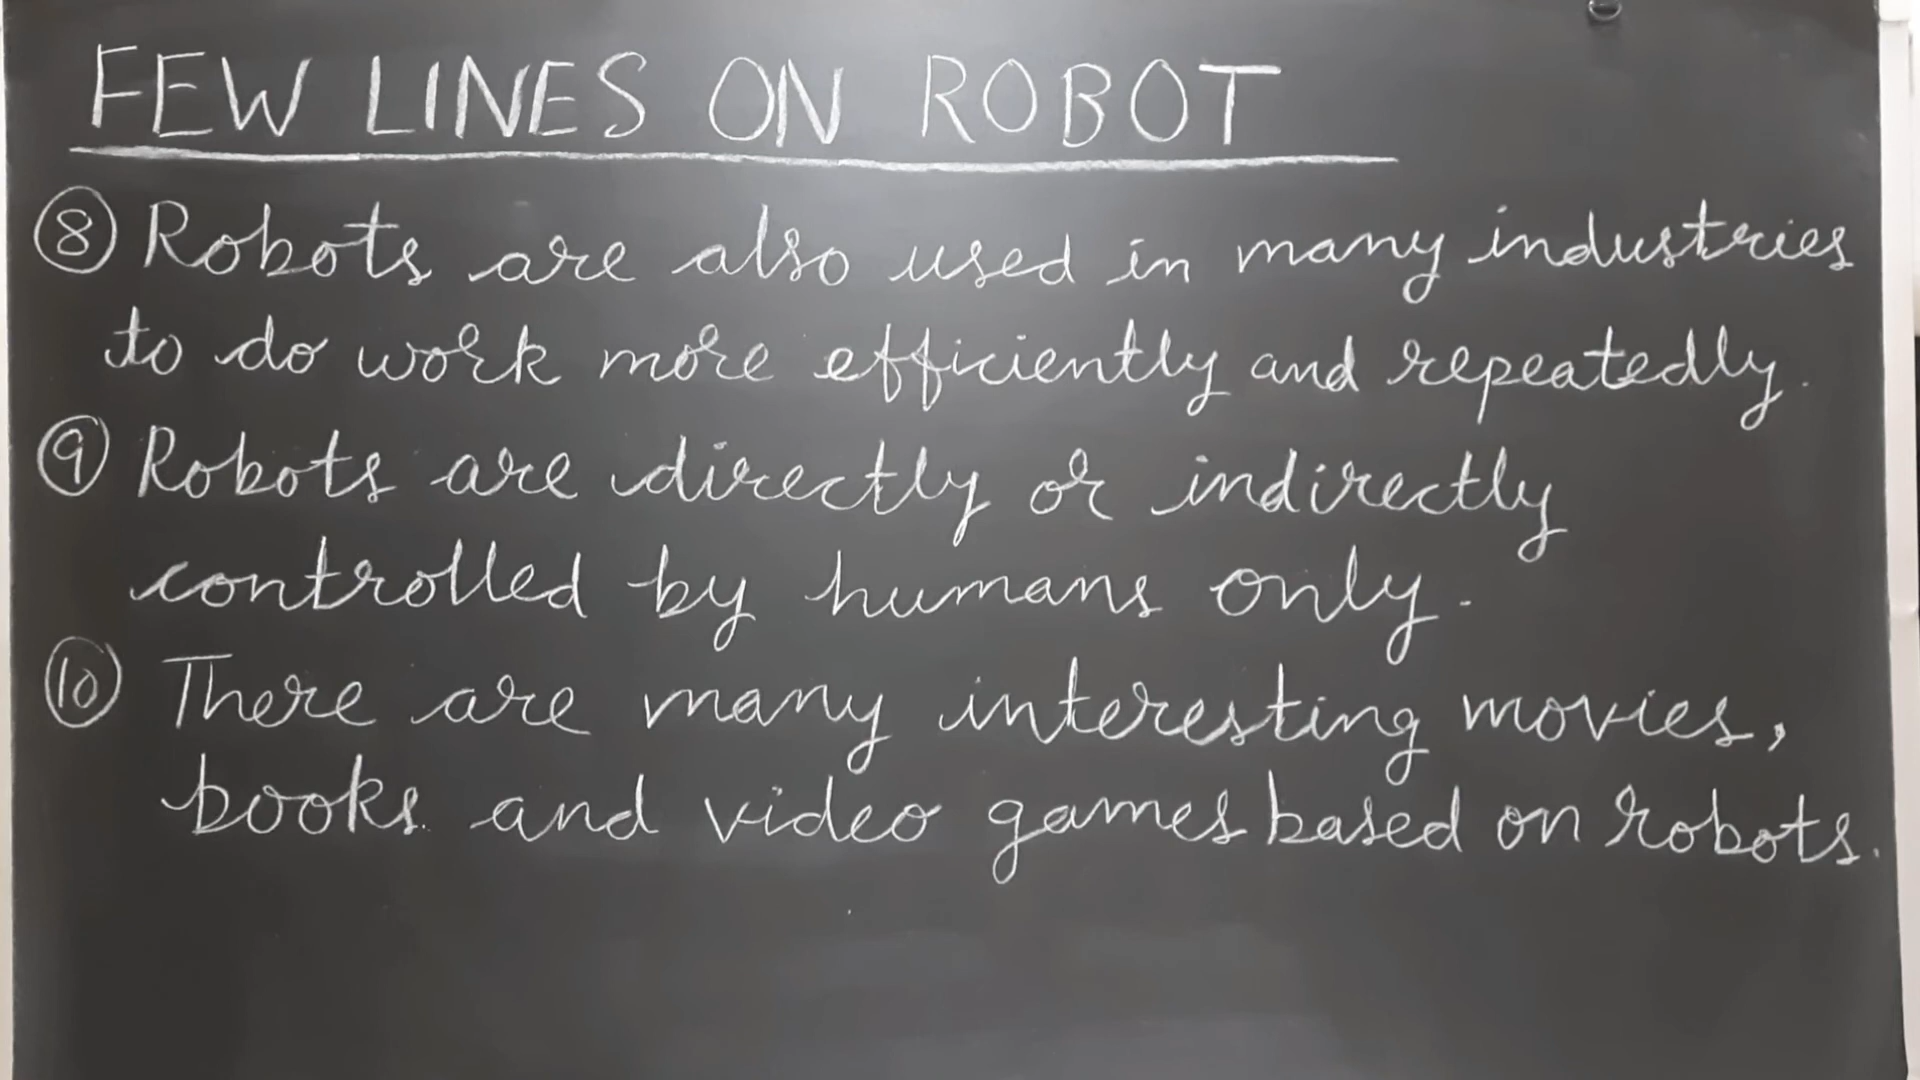 FEW LINES ON ROBOT
⑧ Robots are also used in many industries
to do work more efficiently and repeatedly.
⑨ Robots are directly or indirectly
controlled by humans only.
⑩ There are many interesting movies,
books and video games based on robots.